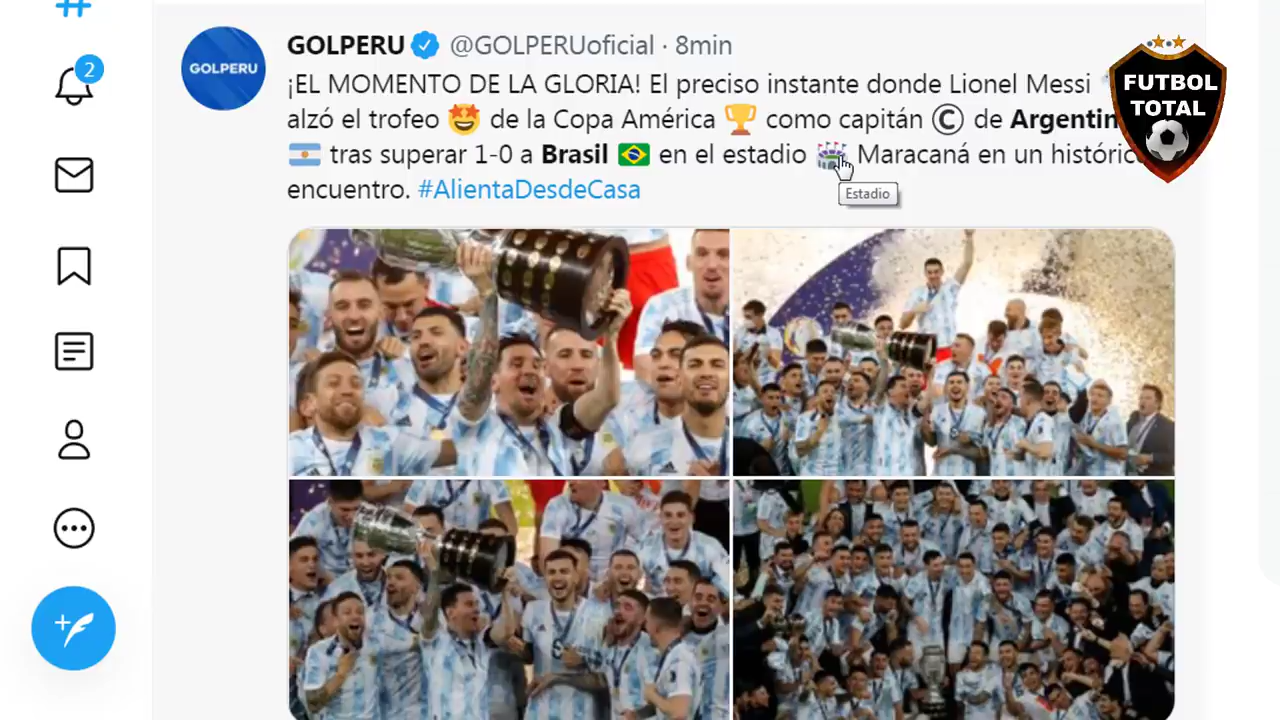 #
2
GOLPERU @GOLPERUoficial · 8min
GOLPERU
¡EL MOMENTO DE LA GLORIA! El preciso instante donde Lionel Messi
alzó el trofeo 🤩 de la Copa América 🏆 como capitán © de Argentin
🇦🇷 tras superar 1-0 a Brasil 🇧🇷 en el estadio 🏟️ Maracaná en un históric
encuentro. #AlientaDesdeCasa
Estadio
FUTBOL
TOTAL